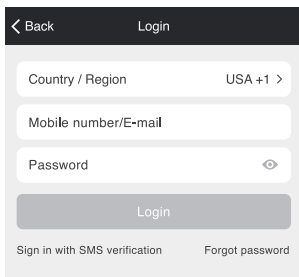 Back Login
Country / Region USA +1 >
Mobile number/E-mail
Password
Login
Sign in with SMS verification Forgot password